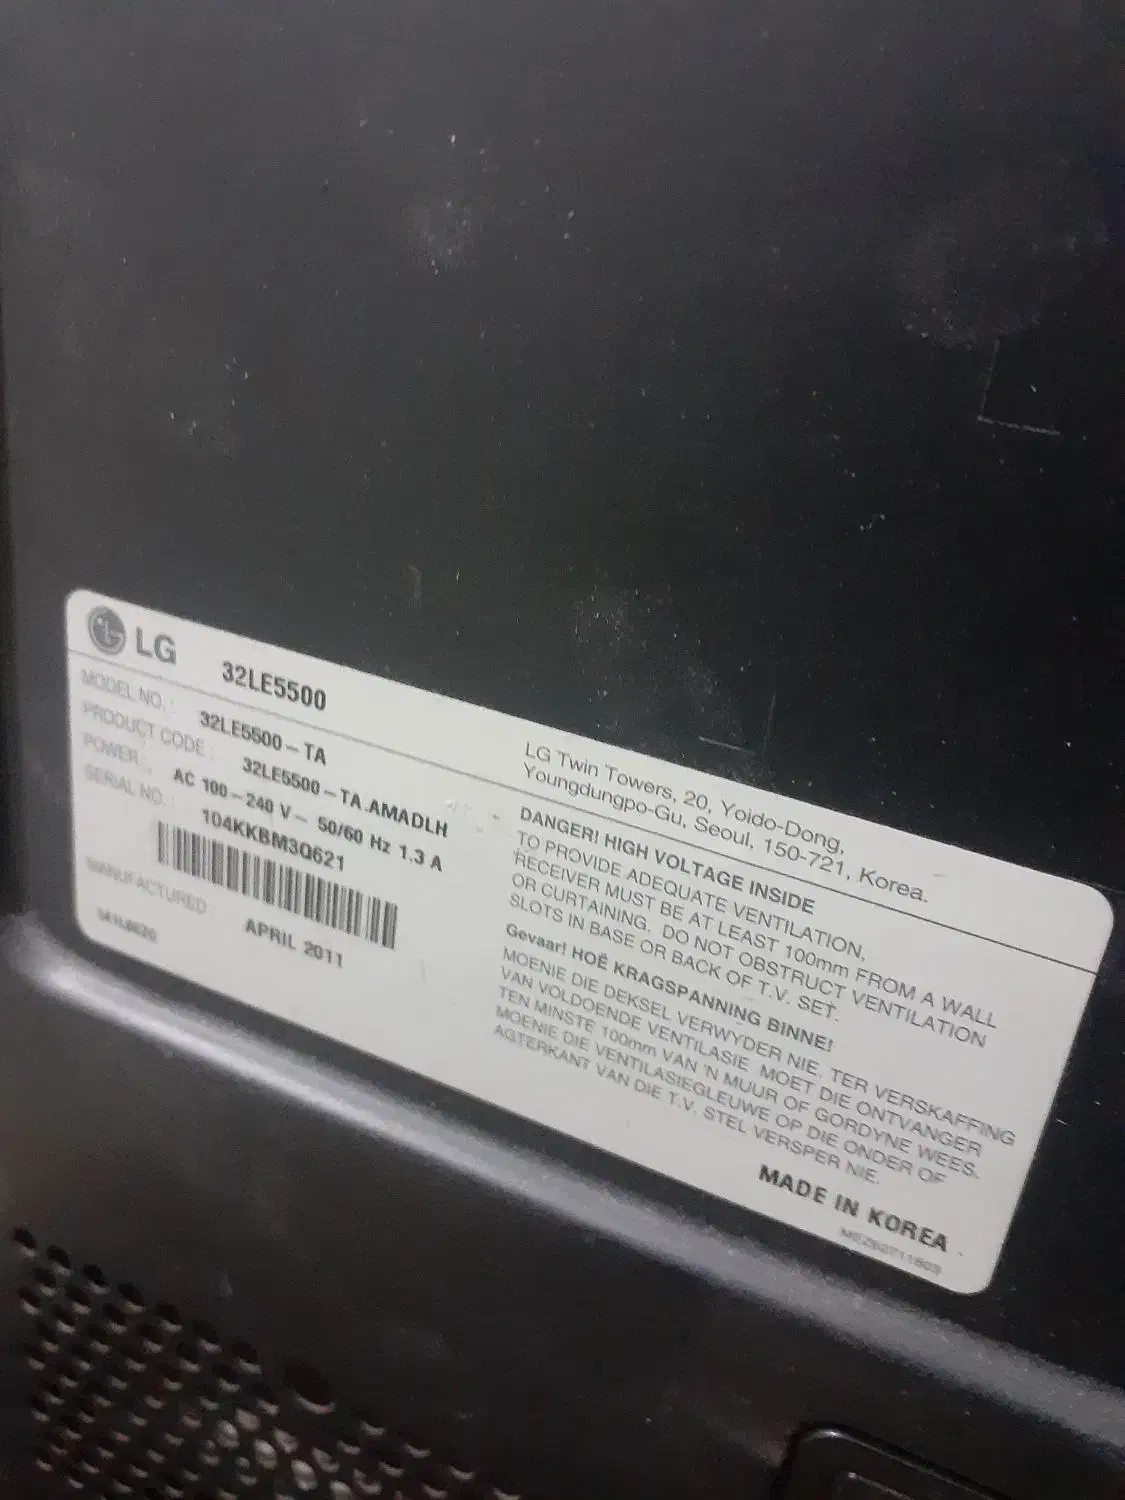 LG 32LE5500
MODEL NO. : 32LE5500-TA
PRODUCT CODE : 32LE5500-TA.AMADLH
POWER : AC 100-240 V~ 50/60 Hz 1.3 A
SERIAL NO. : 104KKBM3Q621
MANUFACTURED : APRIL 2011
LG Twin Towers, 20, Yoido-Dong,
Youngdungpo-Gu, Seoul, 150-721, Korea.
DANGER! HIGH VOLTAGE INSIDE
TO PROVIDE ADEQUATE VENTILATION,
RECEIVER MUST BE AT LEAST 100mm FROM A WALL
OR CURTAINING. DO NOT OBSTRUCT VENTILATION
SLOTS IN BASE OR BACK OF T.V. SET.
Gevaar! HOË KRAGSPANNING BINNE!
MOENIE DIE DEKSEL VERWYDER NIE. TER VERSKAFFING
VAN VOLDOENDE VENTILASIE MOET DIE ONTVANGER
TEN MINSTE 100mm VAN 'N MUUR OF GORDYNE WEES.
MOENIE DIE VENTILASIEGLEUWE OP DIE ONDER OF
AGTERKANT VAN DIE T.V. STEL VERSPER NIE.
MADE IN KOREA